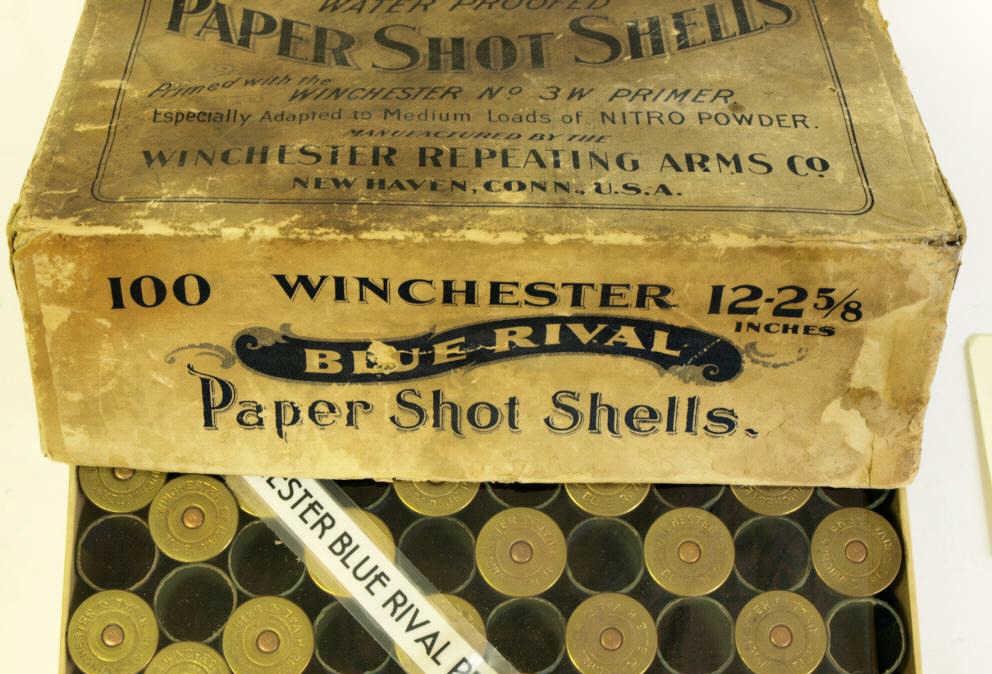 WATER PROOFED
PAPER SHOT SHELLS
Primed with the
WINCHESTER No 3W PRIMER
Especially Adapted to Medium Loads of NITRO POWDER.
MANUFACTURED BY THE
WINCHESTER REPEATING ARMS Co
NEW HAVEN, CONN., U.S.A.
100 WINCHESTER 12-2 5/8
INCHES
BLUE RIVAL
Paper Shot Shells.
ESTER BLUE RIVAL